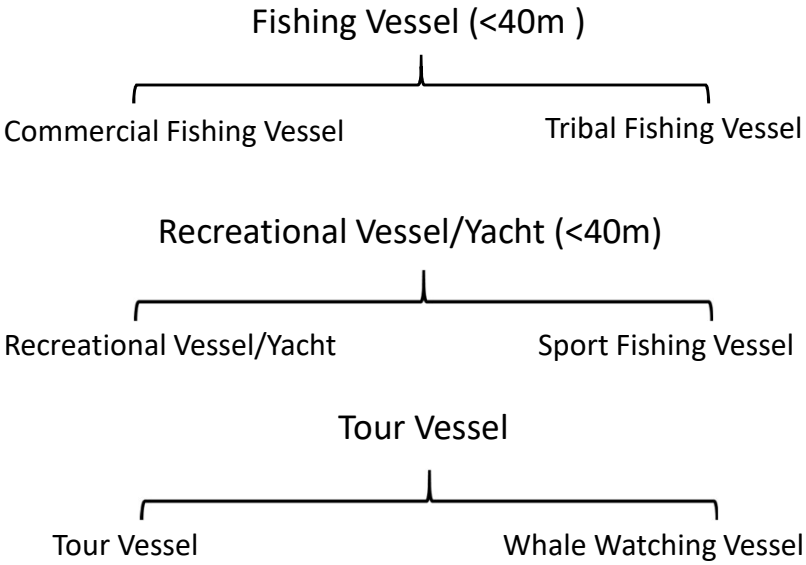 Fishing Vessel (<40m )
Commercial Fishing Vessel
Tribal Fishing Vessel
Recreational Vessel/Yacht (<40m)
Recreational Vessel/Yacht
Sport Fishing Vessel
Tour Vessel
Tour Vessel
Whale Watching Vessel